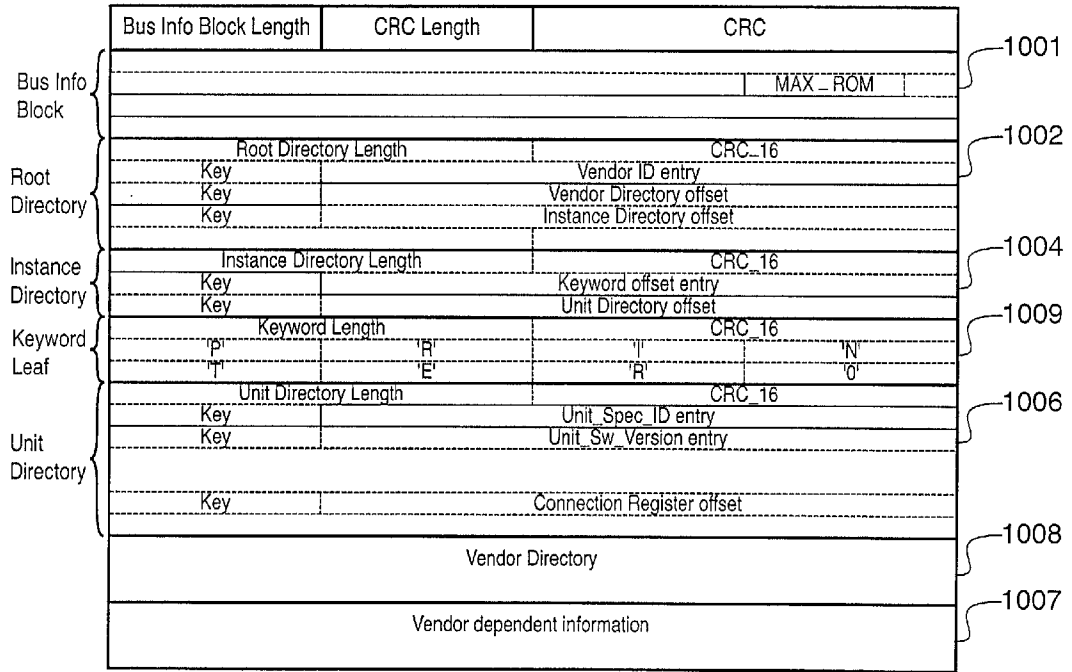 Bus Info Block Length CRC Length CRC
1001
Bus Info Block
MAX_ROM
1002
Root Directory
Root Directory Length CRC_16
Key Vendor ID entry
Key Vendor Directory offset
Key Instance Directory offset
1004
Instance Directory
Instance Directory Length CRC_16
Key Keyword offset entry
Key Unit Directory offset
1009
Keyword Leaf
Keyword Length CRC_16
'P' 'R' 'I' 'N'
'T' 'E' 'R' '0'
1006
Unit Directory
Unit Directory Length CRC_16
Key Unit_Spec_ID entry
Key Unit_Sw_Version entry
Key Connection Register offset
1008
Vendor Directory
1007
Vendor dependent information